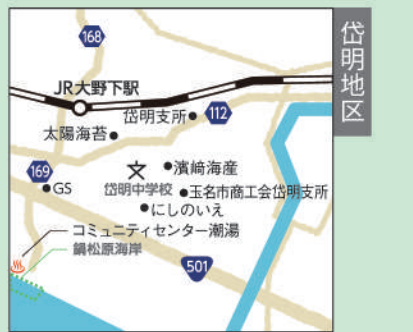 岱明地区
168
JR大野下駅
岱明支所
112
太陽海苔
169
濱﨑海産
岱明中学校
玉名市商工会岱明支所
GS
にしのいえ
コミュニティセンター潮湯
鍋松原海岸
501